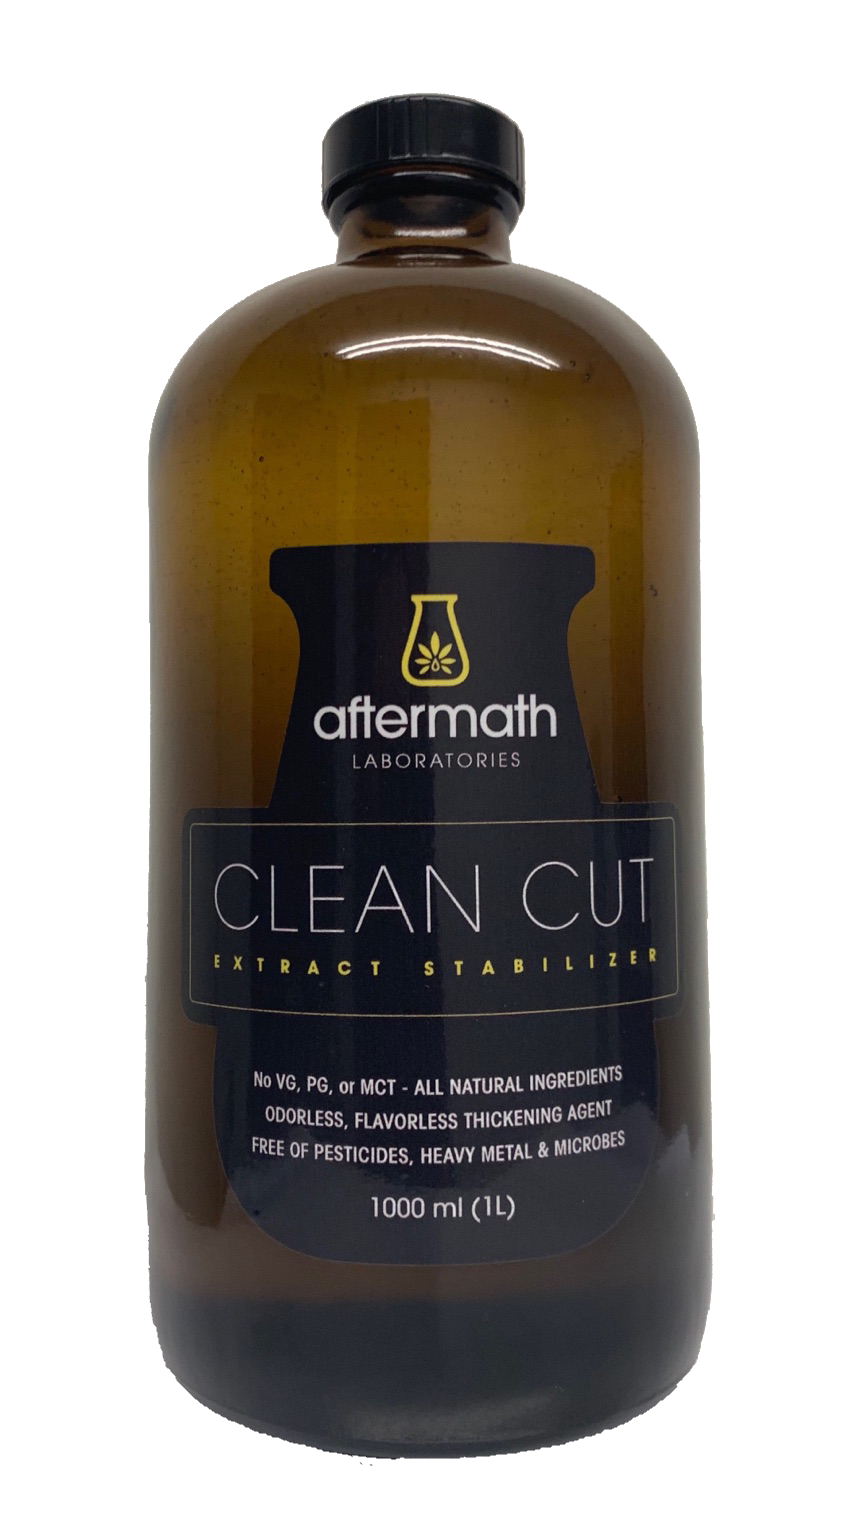 aftermath
LABORATORIES
CLEAN CUT
EXTRACT STABILIZER
No VG, PG, or MCT - ALL NATURAL INGREDIENTS
ODORLESS, FLAVORLESS THICKENING AGENT
FREE OF PESTICIDES, HEAVY METAL & MICROBES
1000 ml (1L)